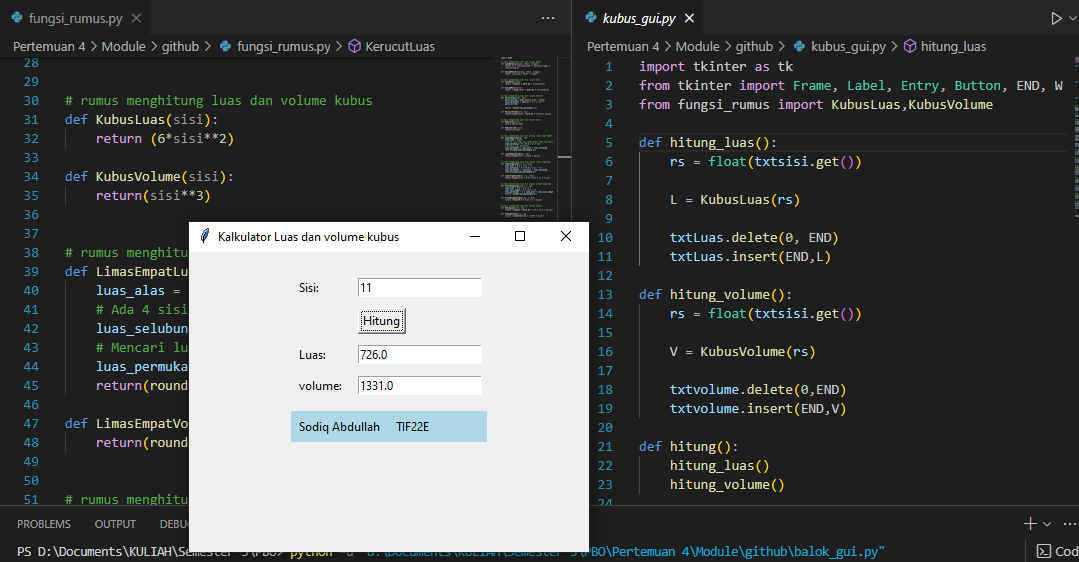 fungsi_rumus.py
Pertemuan 4 > Module > github > fungsi_rumus.py > KerucutLuas
28
29
30 # rumus menghitung luas dan volume kubus
31 def KubusLuas(sisi):
32 return (6*sisi**2)
33
34 def KubusVolume(sisi):
35 return(sisi**3)
36
37
38 # rumus menghitu
39 def LimasEmpatLu
40 luas_alas =
41 # Ada 4 sisi
42 luas_selubun
43 # Mencari lu
44 luas_permuka
45 return(round
46
47 def LimasEmpatVo
48 return(round
49
50
51 # rumus menghitu
kubus_gui.py
Pertemuan 4 > Module > github > kubus_gui.py > hitung_luas
1 import tkinter as tk
2 from tkinter import Frame, Label, Entry, Button, END, W
3 from fungsi_rumus import KubusLuas,KubusVolume
4
5 def hitung_luas():
6 rs = float(txtsisi.get())
7
8 L = KubusLuas(rs)
9
10 txtLuas.delete(0, END)
11 txtLuas.insert(END,L)
12
13 def hitung_volume():
14 rs = float(txtsisi.get())
15
16 V = KubusVolume(rs)
17
18 txtvolume.delete(0,END)
19 txtvolume.insert(END,V)
20
21 def hitung():
22 hitung_luas()
23 hitung_volume()
24
Kalkulator Luas dan volume kubus
Sisi: 11
Hitung
Luas: 726.0
volume: 1331.0
Sodiq Abdullah TIF22E
PROBLEMS OUTPUT DEBU
PS D:\Documents\KULIAH\Semester 3\PBO> python -u "d:\Documents\KULIAH\Semester 3\PBO\Pertemuan 4\Module\github\balok_gui.py"
Cod